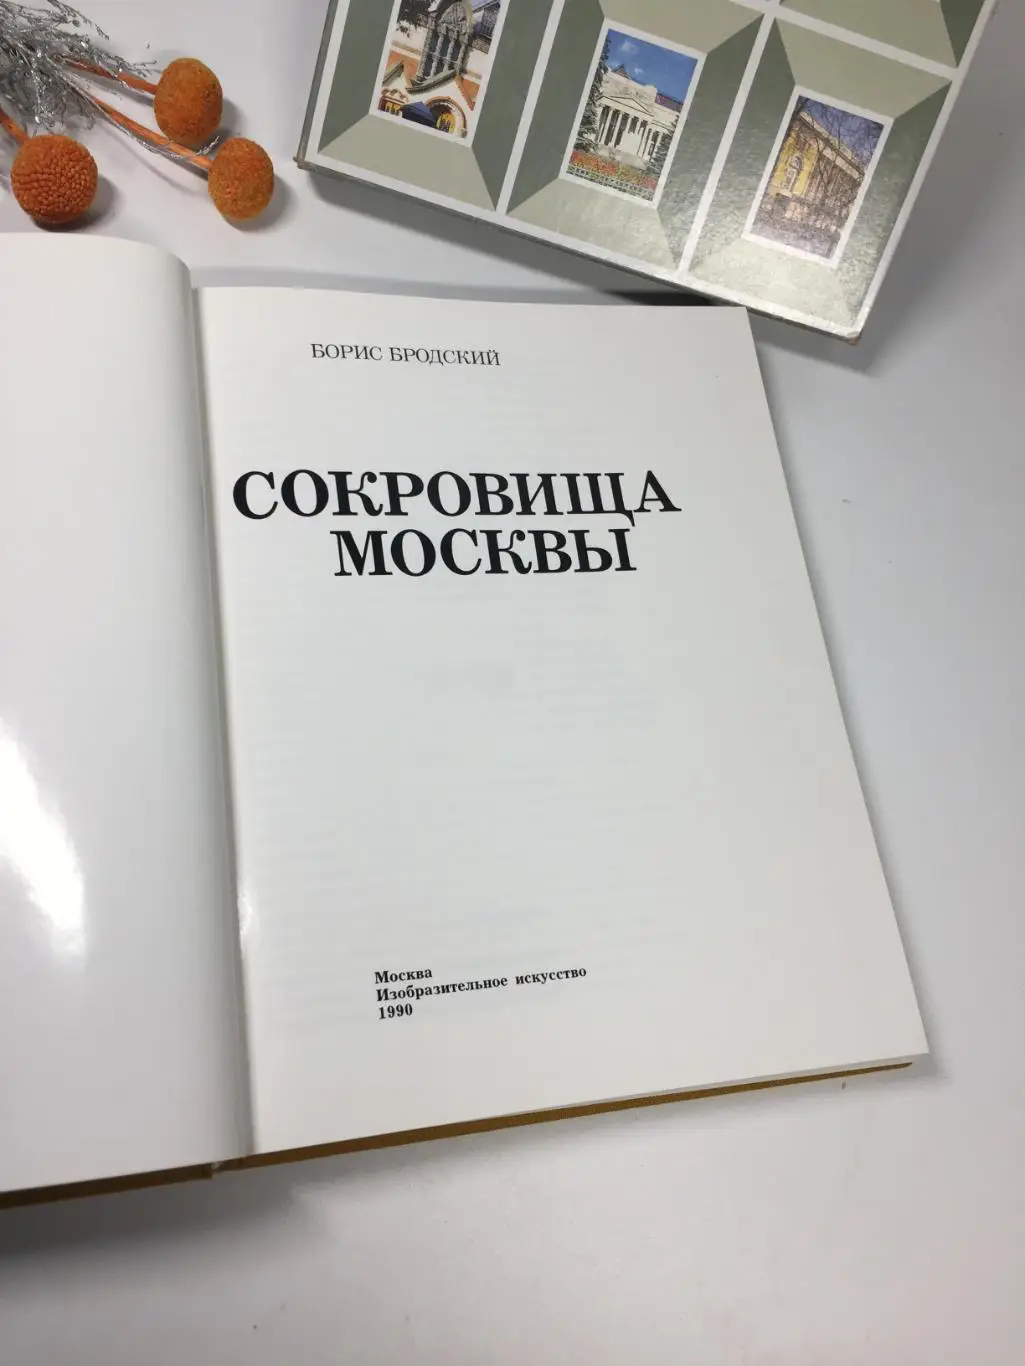 БОРИС БРОДСКИЙ
СОКРОВИЩА
МОСКВЫ
Москва
Изобразительное искусство
1990